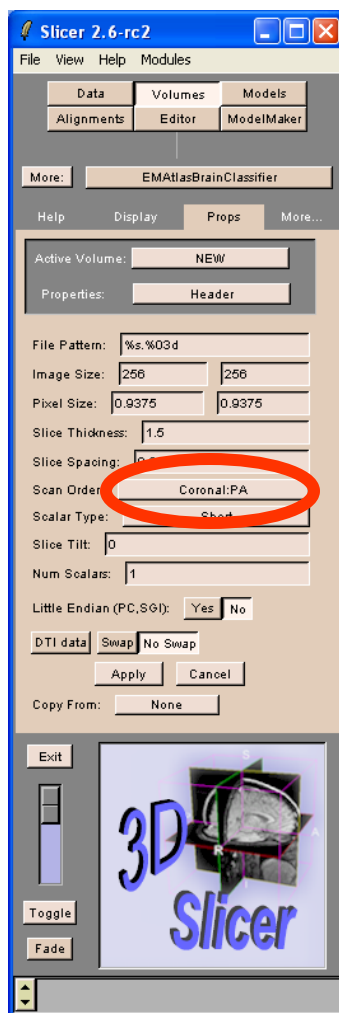 Slicer 2.6-rc2
File View Help Modules
Data Volumes Models
Alignments Editor ModelMaker
More: EMAtlasBrainClassifier
Help Display Props More...
Active Volume: NEW
Properties: Header
File Pattern: %s.%03d
Image Size: 256 256
Pixel Size: 0.9375 0.9375
Slice Thickness: 1.5
Slice Spacing:
Scan Order Coronal:PA
Scalar Type: Short
Slice Tilt: 0
Num Scalars: 1
Little Endian (PC,SGI): Yes No
DTI data Swap No Swap
Apply Cancel
Copy From: None
Exit
S
A
R
I
3D
Slicer
Toggle
Fade